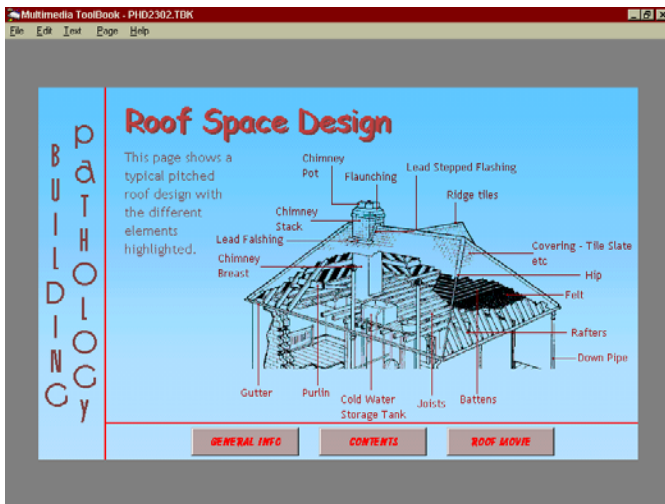 Multimedia ToolBook - PHD2302.TBK
File Edit Text Page Help
BUILDING
PATHOLOGY
Roof Space Design
This page shows a
typical pitched
roof design with
the different
elements
highlighted.
Chimney
Pot
Flaunching
Lead Stepped Flashing
Ridge tiles
Chimney
Stack
Lead Falshing
Chimney
Breast
Covering - Tile Slate
etc
Hip
Felt
Rafters
Down Pipe
Gutter
Purlin
Cold Water
Storage Tank
Joists
Battens
GENERAL INFO
CONTENTS
ROOF MOVIE